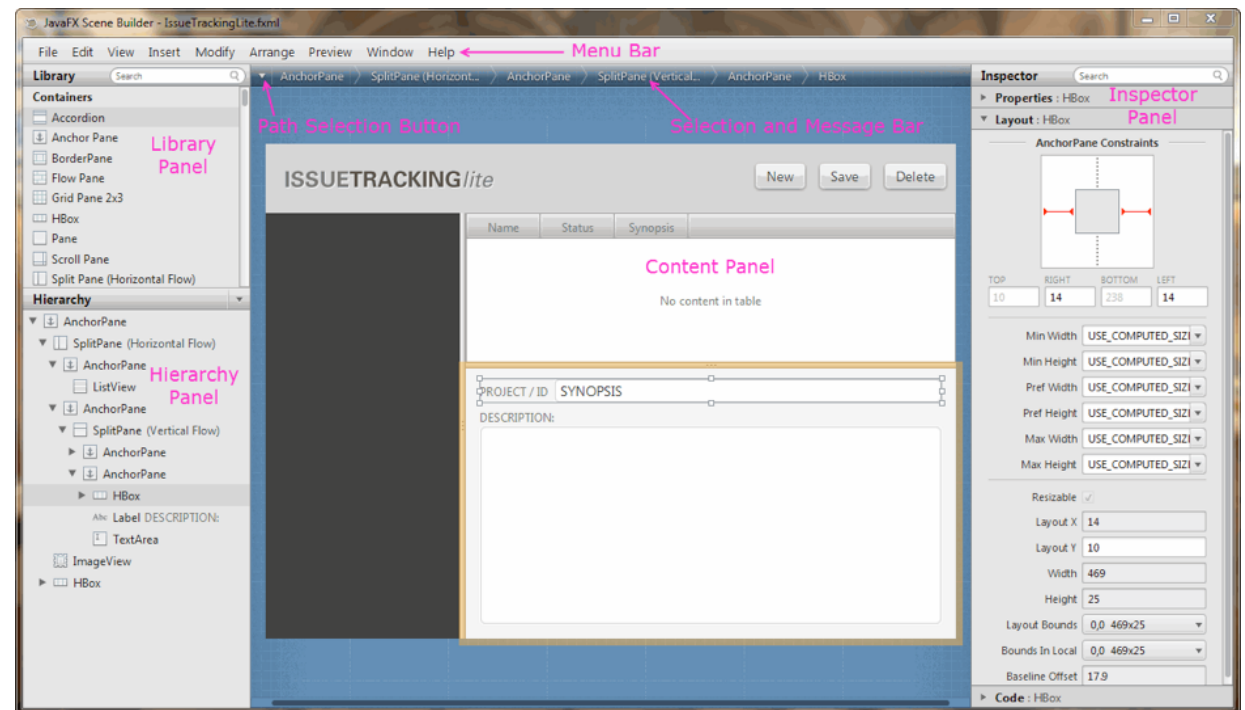 JavaFX Scene Builder - IssueTrackingLite.fxml
File Edit View Insert Modify Arrange Preview Window Help
Menu Bar
Library
Search
AnchorPane
SplitPane (Horizont...
AnchorPane
SplitPane (Vertical...
AnchorPane
HBox
Path Selection Button
Selection and Message Bar
Containers
Accordion
Anchor Pane
BorderPane
Flow Pane
Grid Pane 2x3
HBox
Pane
Scroll Pane
Split Pane (Horizontal Flow)
Library
Panel
Hierarchy
AnchorPane
SplitPane (Horizontal Flow)
AnchorPane
ListView
AnchorPane
SplitPane (Vertical Flow)
AnchorPane
AnchorPane
HBox
Abc Label DESCRIPTION:
TextArea
ImageView
HBox
Hierarchy
Panel
ISSUETRACKINGlite
New Save Delete
Name Status Synopsis
Content Panel
No content in table
PROJECT / ID SYNOPSIS
DESCRIPTION:
Inspector
Search
Properties : HBox
Inspector
Panel
Layout : HBox
AnchorPane Constraints
TOP RIGHT BOTTOM LEFT
10 14 238 14
Min Width USE_COMPUTED_SIZI
Min Height USE_COMPUTED_SIZI
Pref Width USE_COMPUTED_SIZI
Pref Height USE_COMPUTED_SIZI
Max Width USE_COMPUTED_SIZI
Max Height USE_COMPUTED_SIZI
Resizable
Layout X 14
Layout Y 10
Width 469
Height 25
Layout Bounds 0,0 469x25
Bounds In Local 0,0 469x25
Baseline Offset 17.9
Code : HBox